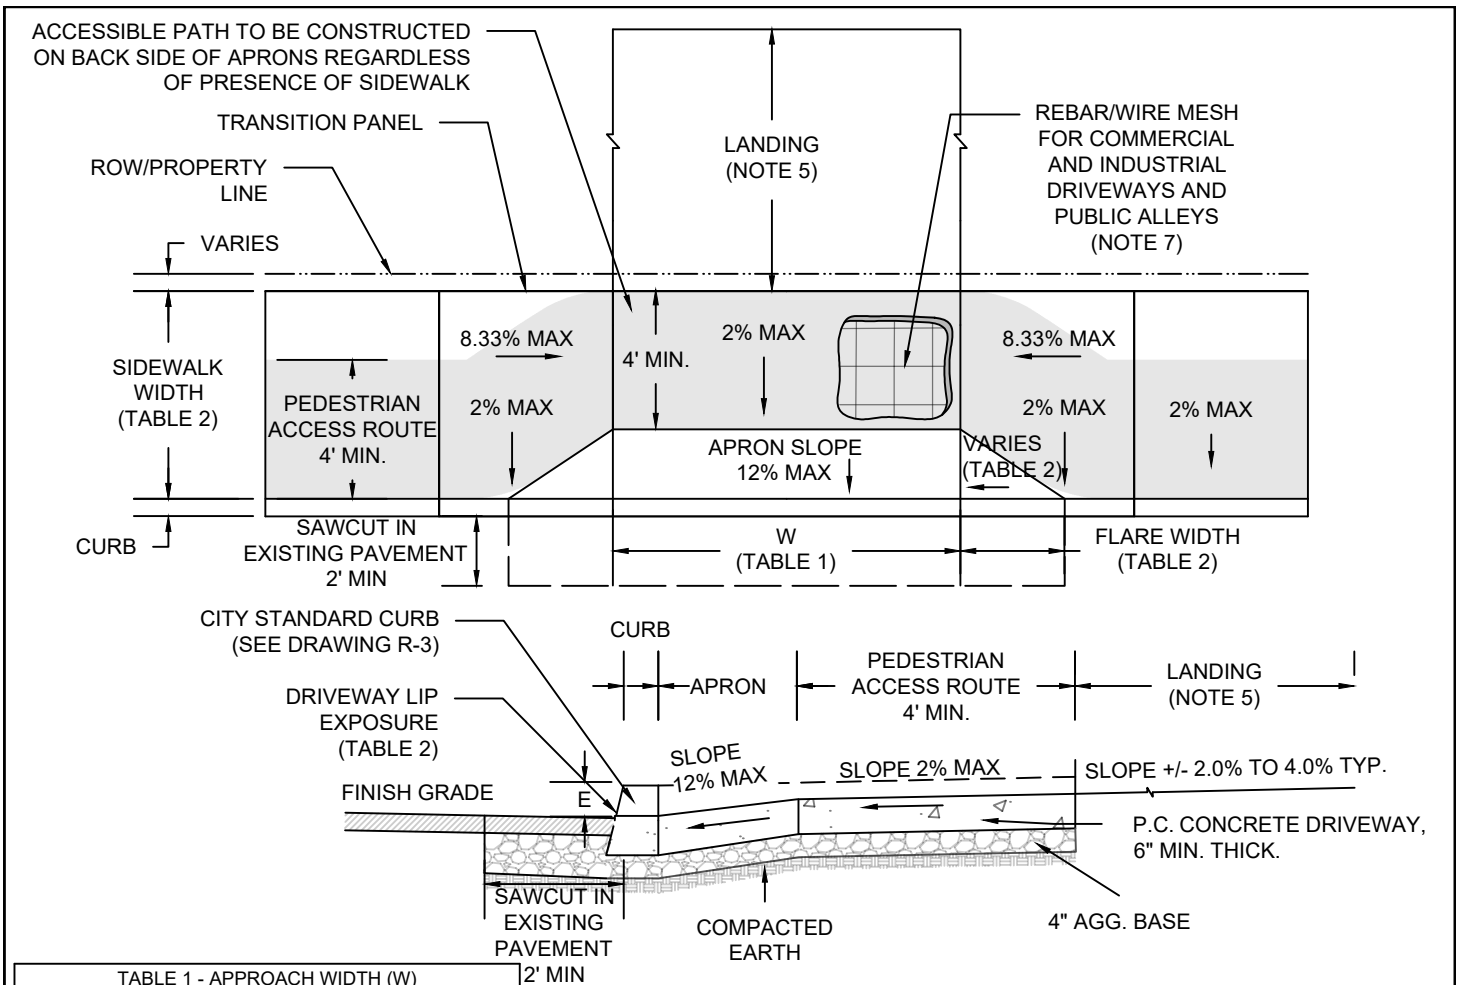 ACCESSIBLE PATH TO BE CONSTRUCTED
ON BACK SIDE OF APRONS REGARDLESS
OF PRESENCE OF SIDEWALK
TRANSITION PANEL
ROW/PROPERTY
LINE
VARIES
LANDING
(NOTE 5)
REBAR/WIRE MESH
FOR COMMERCIAL
AND INDUSTRIAL
DRIVEWAYS AND
PUBLIC ALLEYS
(NOTE 7)
SIDEWALK
WIDTH
(TABLE 2)
PEDESTRIAN
ACCESS ROUTE
4' MIN.
8.33% MAX
2% MAX
4' MIN.
2% MAX
8.33% MAX
2% MAX
2% MAX
APRON SLOPE
12% MAX
VARIES
(TABLE 2)
CURB
SAWCUT IN
EXISTING PAVEMENT
2' MIN
W
(TABLE 1)
FLARE WIDTH
(TABLE 2)
CITY STANDARD CURB
(SEE DRAWING R-3)
DRIVEWAY LIP
EXPOSURE
(TABLE 2)
CURB
APRON
PEDESTRIAN
ACCESS ROUTE
4' MIN.
LANDING
(NOTE 5)
FINISH GRADE
E
SLOPE
12% MAX
SLOPE 2% MAX
SLOPE +/- 2.0% TO 4.0% TYP.
P.C. CONCRETE DRIVEWAY,
6" MIN. THICK.
4" AGG. BASE
COMPACTED
EARTH
SAWCUT IN
EXISTING
PAVEMENT
2' MIN
TABLE 1 - APPROACH WIDTH (W)